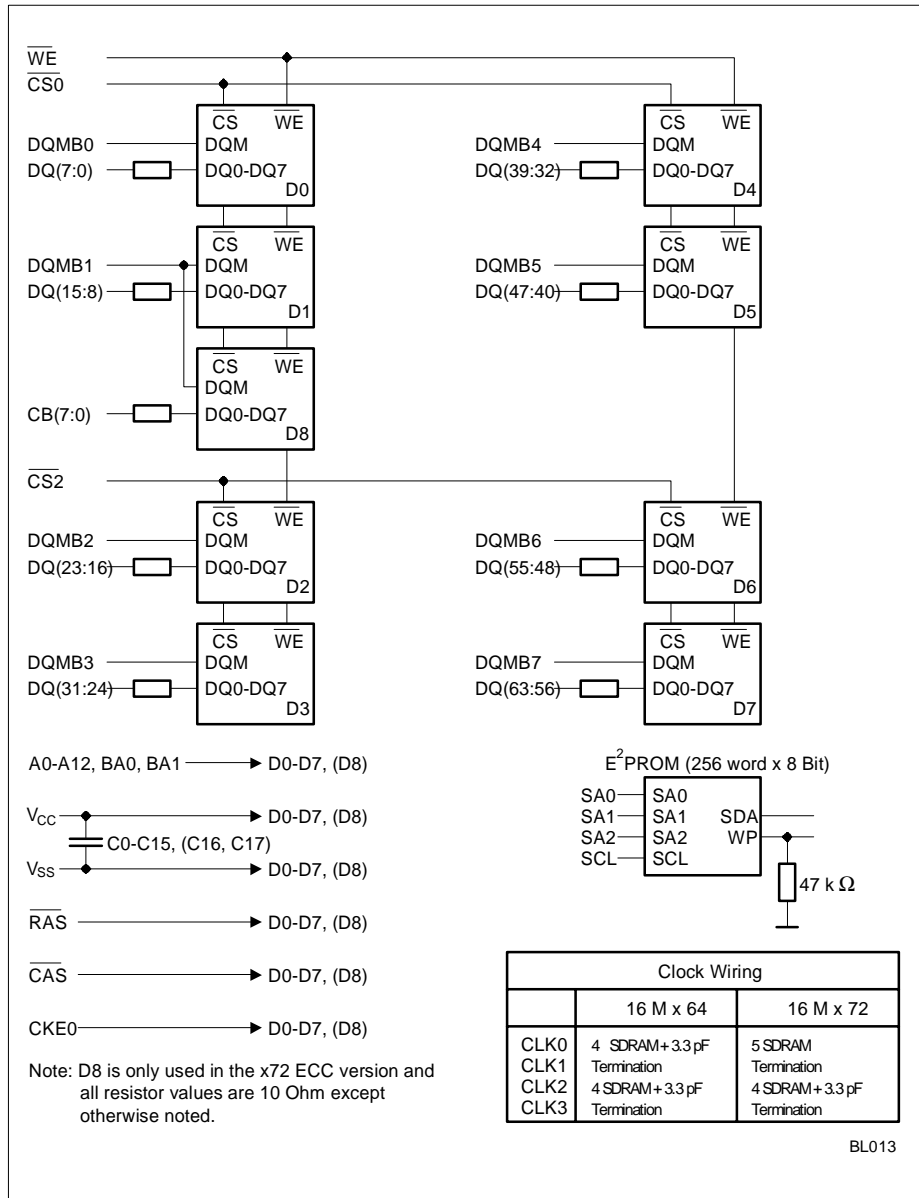 WE
CS0
CS WE
DQMB0 DQM
DQ(7:0) DQ0-DQ7
D0
CS WE
DQMB4 DQM
DQ(39:32) DQ0-DQ7
D4
CS WE
DQMB1 DQM
DQ(15:8) DQ0-DQ7
D1
CS WE
DQMB5 DQM
DQ(47:40) DQ0-DQ7
D5
CS WE
DQM
CB(7:0) DQ0-DQ7
D8
CS2
CS WE
DQMB2 DQM
DQ(23:16) DQ0-DQ7
D2
CS WE
DQMB6 DQM
DQ(55:48) DQ0-DQ7
D6
CS WE
DQMB3 DQM
DQ(31:24) DQ0-DQ7
D3
CS WE
DQMB7 DQM
DQ(63:56) DQ0-DQ7
D7
A0-A12, BA0, BA1 D0-D7, (D8)
VCC D0-D7, (D8)
C0-C15, (C16, C17)
VSS D0-D7, (D8)
RAS D0-D7, (D8)
CAS D0-D7, (D8)
CKE0 D0-D7, (D8)
Note: D8 is only used in the x72 ECC version and
all resistor values are 10 Ohm except
otherwise noted.
E²PROM (256 word x 8 Bit)
SA0 SA0
SA1 SA1 SDA
SA2 SA2 WP
SCL SCL
47 k Ω
Clock Wiring
16 M x 64 16 M x 72
CLK0 4 SDRAM + 3.3 pF 5 SDRAM
CLK1 Termination Termination
CLK2 4 SDRAM + 3.3 pF 4 SDRAM + 3.3 pF
CLK3 Termination Termination
BL013